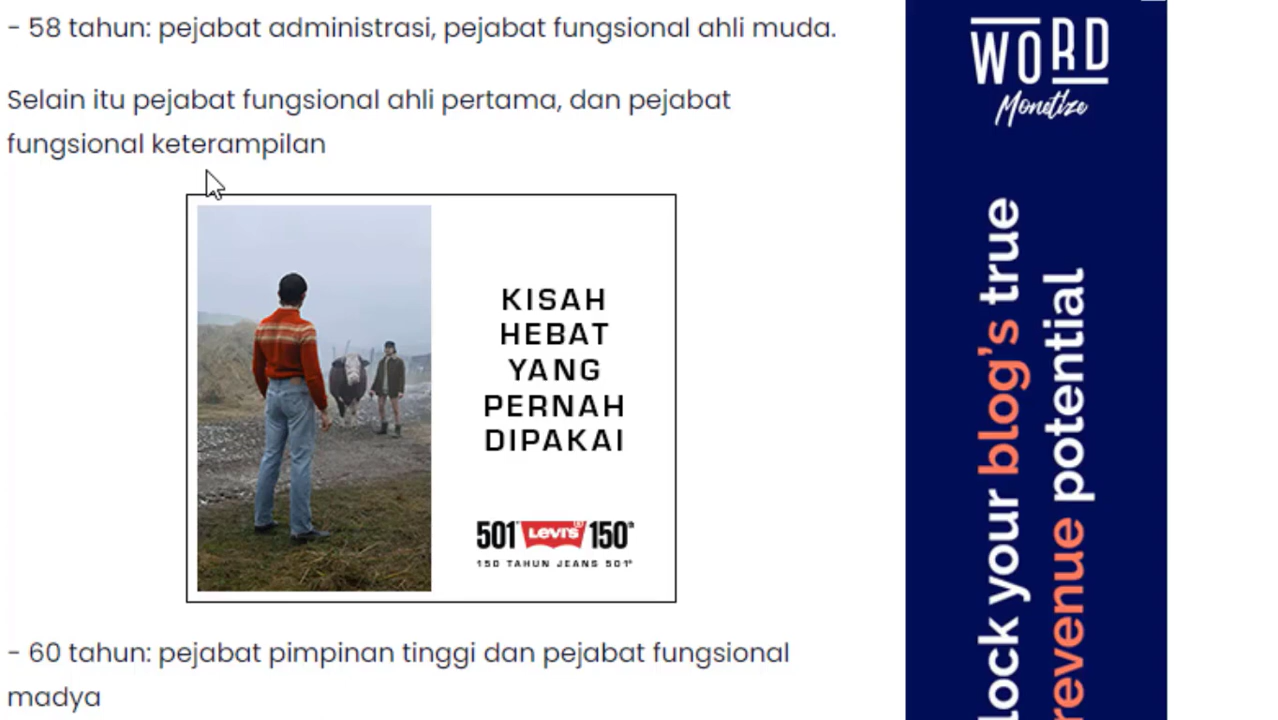 - 58 tahun: pejabat administrasi, pejabat fungsional ahli muda.
Selain itu pejabat fungsional ahli pertama, dan pejabat
fungsional keterampilan
KISAH
HEBAT
YANG
PERNAH
DIPAKAI
501® Levi's® 150th
150 TAHUN JEANS 501®
- 60 tahun: pejabat pimpinan tinggi dan pejabat fungsional
madya
WORD
Monetize
lock your blog's true
revenue potential